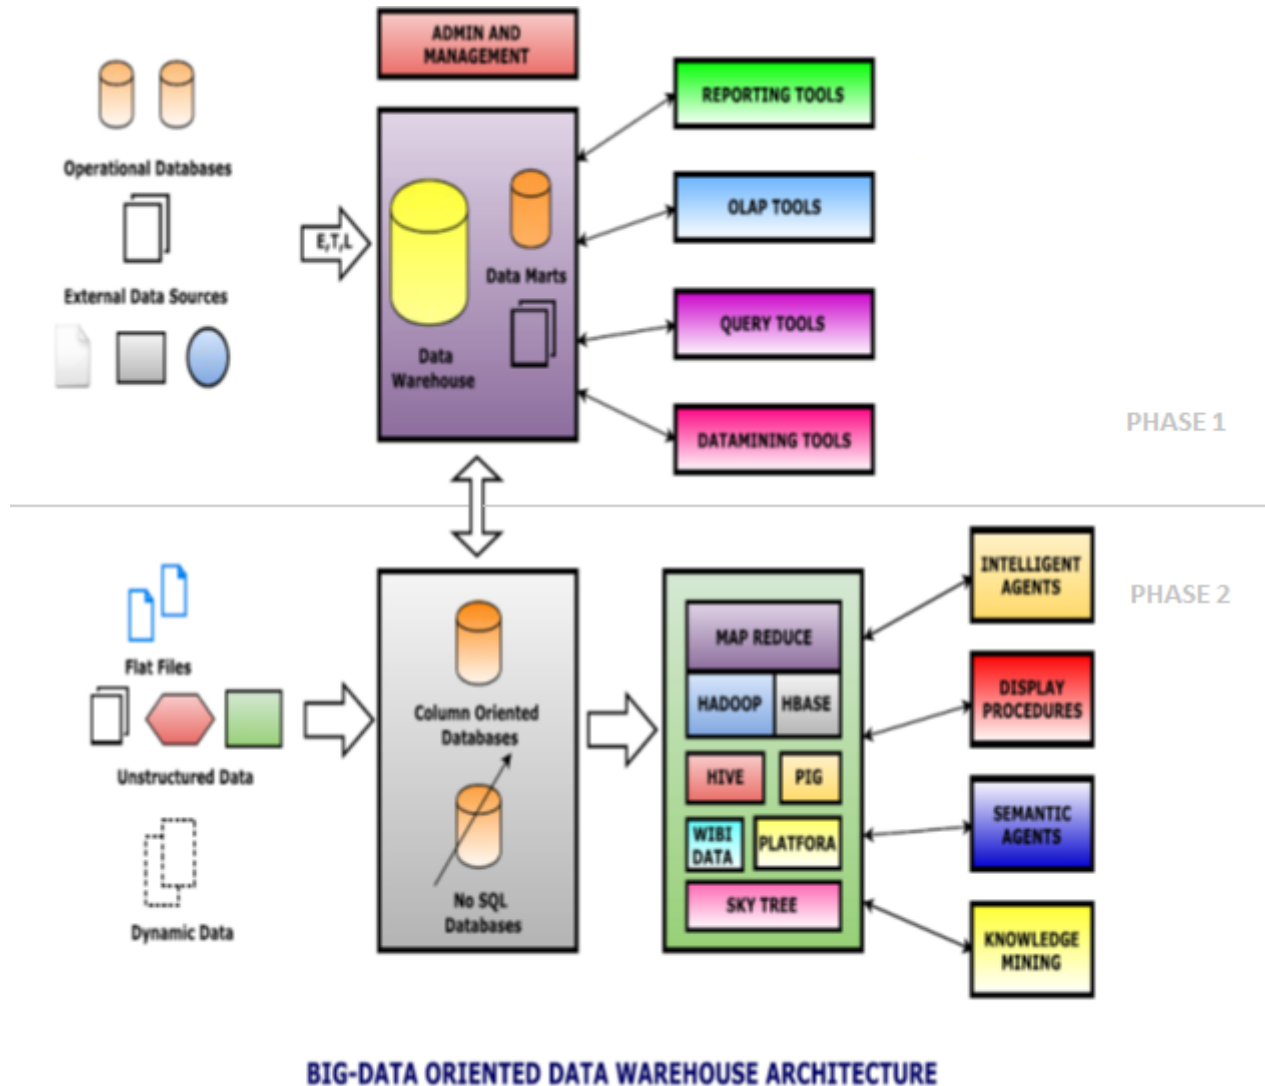 ADMIN AND
MANAGEMENT
REPORTING TOOLS
Operational Databases
OLAP TOOLS
E,T,L
Data Marts
External Data Sources
QUERY TOOLS
Data
Warehouse
DATAMINING TOOLS
PHASE 1
INTELLIGENT
AGENTS
PHASE 2
MAP REDUCE
Flat Files
HADOOP
HBASE
DISPLAY
PROCEDURES
Column Oriented
Databases
Unstructured Data
HIVE
PIG
SEMANTIC
AGENTS
WIBI
DATA
PLATFORA
No SQL
Databases
SKY TREE
Dynamic Data
KNOWLEDGE
MINING
BIG-DATA ORIENTED DATA WAREHOUSE ARCHITECTURE